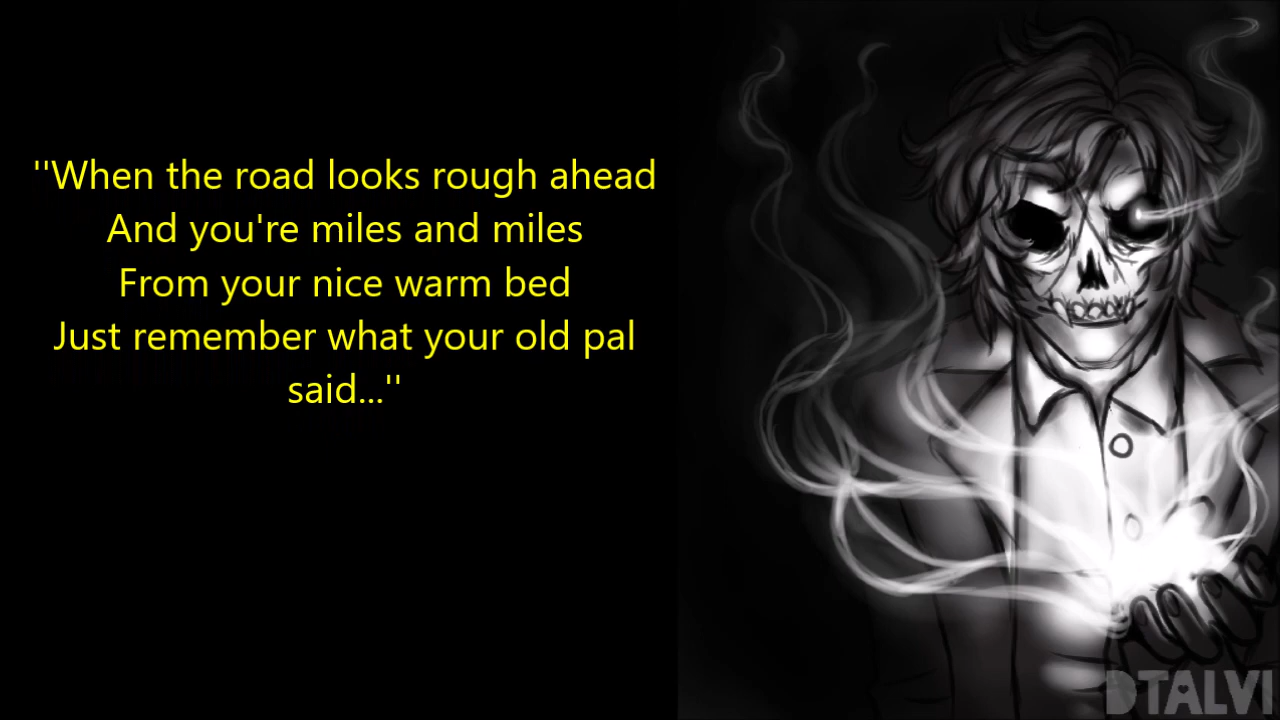 ''When the road looks rough ahead
And you're miles and miles
From your nice warm bed
Just remember what your old pal
said...''
DTALVI